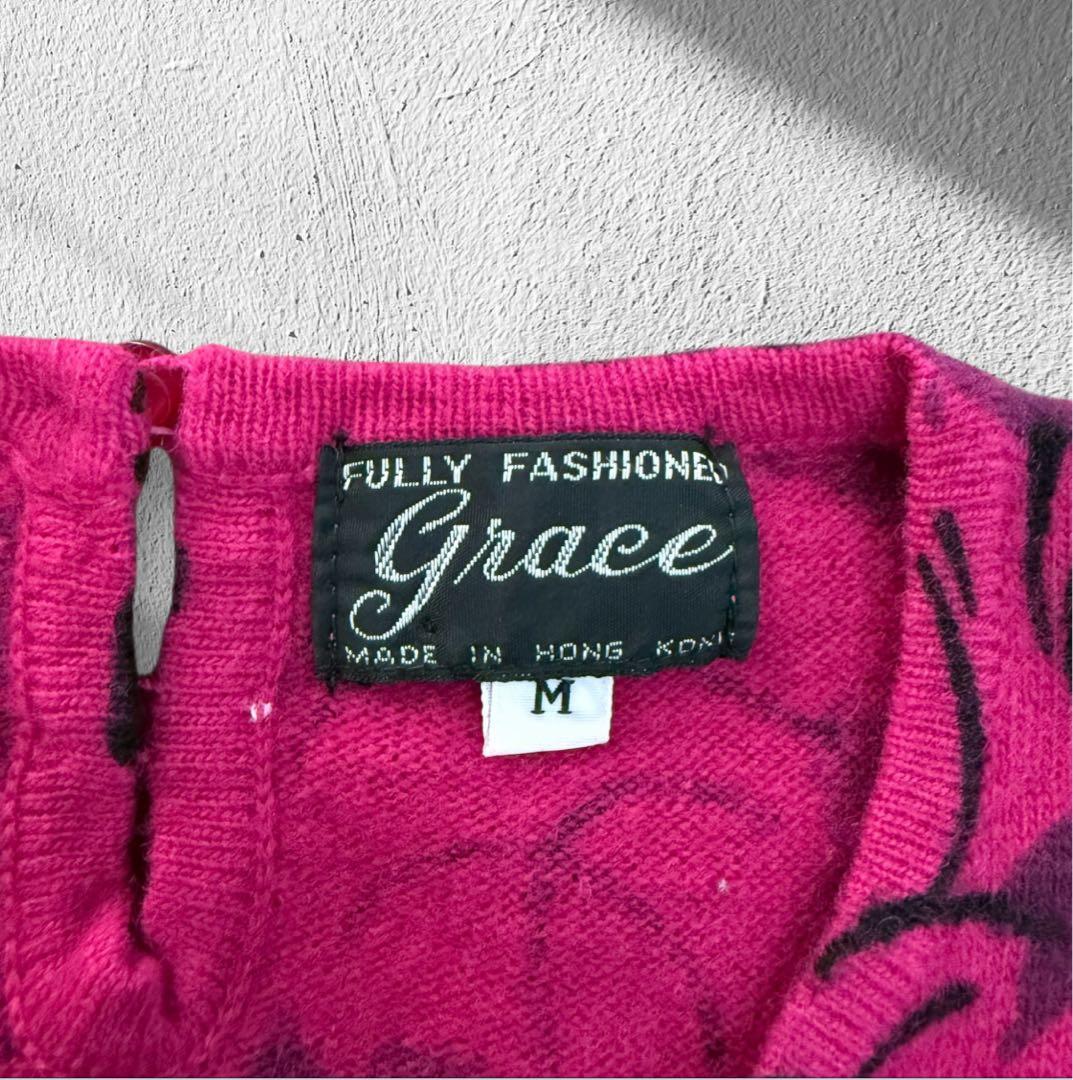 FULLY FASHIONED
Grace
MADE IN HONG KONG
M